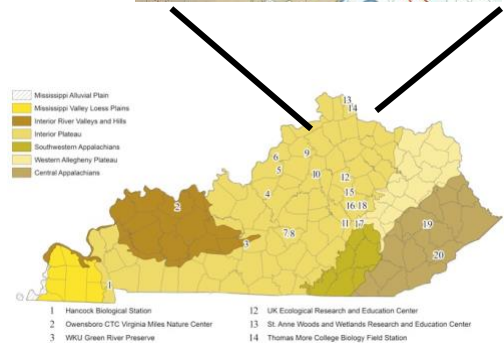 Mississippi Alluvial Plain
Mississippi Valley Loess Plains
Interior River Valleys and Hills
Interior Plateau
Southwestern Appalachians
Western Allegheny Plateau
Central Appalachians
13
14
6
9
5
10
12
2
4
15
16 18
7 8
11 17
3
19
20
1
1 Hancock Biological Station
2 Owensboro CTC Virginia Miles Nature Center
3 WKU Green River Preserve
12 UK Ecological Research and Education Center
13 St. Anne Woods and Wetlands Research and Education Center
14 Thomas More College Biology Field Station